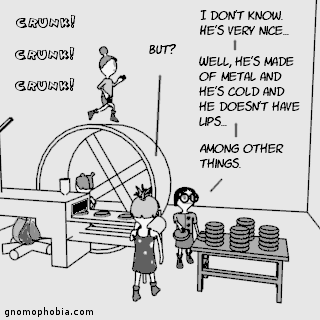 CRUNK!
CRUNK!
CRUNK!
BUT?
I DON'T KNOW.
HE'S VERY NICE...
WELL, HE'S MADE
OF METAL AND
HE'S COLD AND
HE DOESN'T HAVE
LIPS...
AMONG OTHER
THINGS.
gnomophobia.com